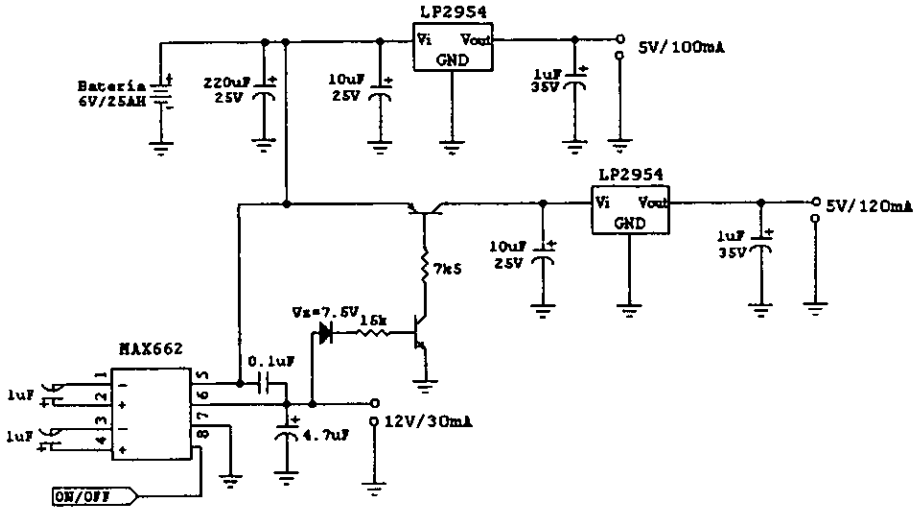 LP2954
Vi Vout
GND
5V/100mA
Batería
6V/25AH
220uF
25V
10uF
25V
1uF
35V
LP2954
Vi Vout
GND
5V/120mA
10uF
25V
1uF
35V
7k5
Vz=7.5V
15k
MAX662
0.1uF
1
2
3
4
5
6
7
8
1uF
1uF
12V/30mA
4.7uF
ON/OFF